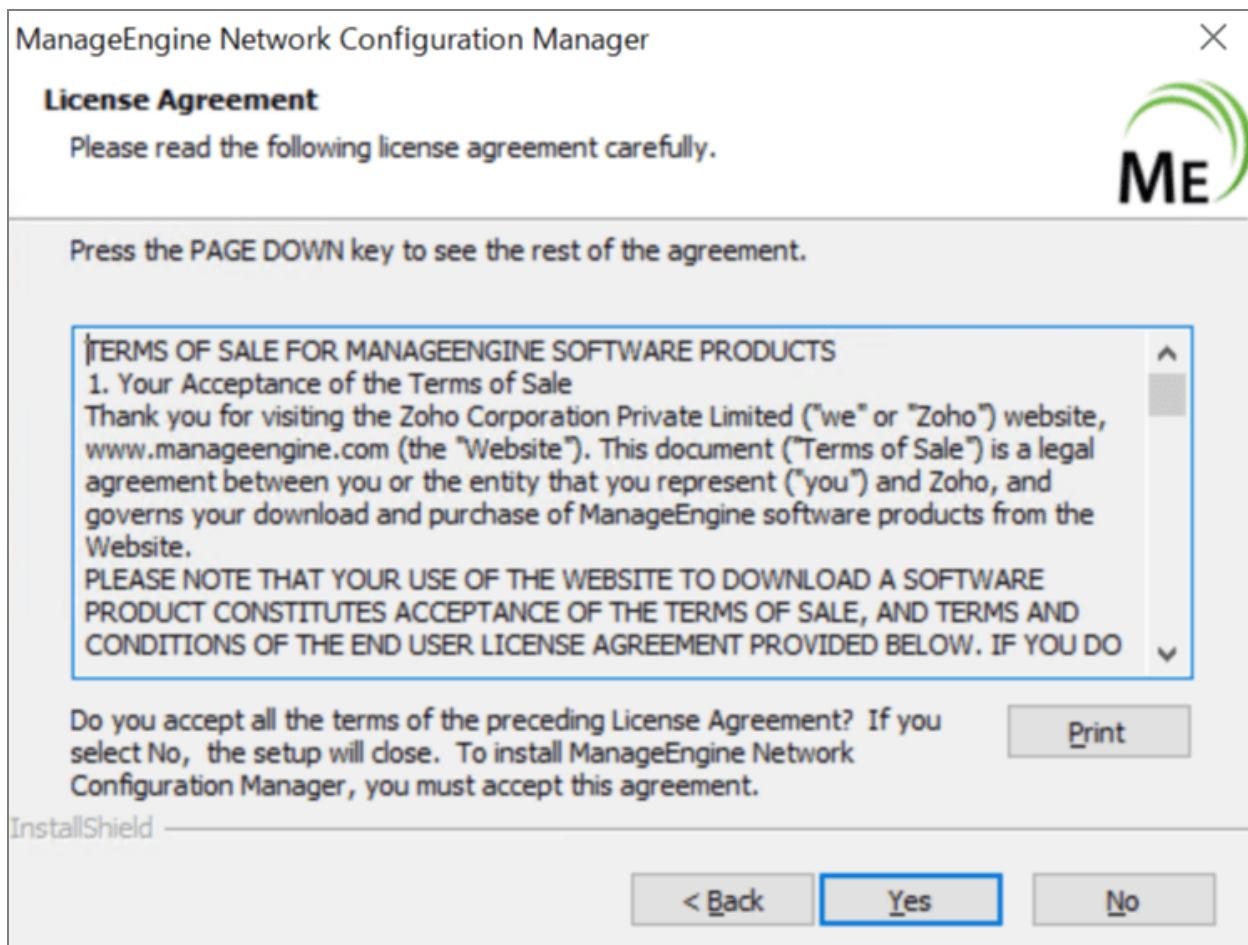 ManageEngine Network Configuration Manager
License Agreement
Please read the following license agreement carefully.
ME
Press the PAGE DOWN key to see the rest of the agreement.
TERMS OF SALE FOR MANAGEENGINE SOFTWARE PRODUCTS
1. Your Acceptance of the Terms of Sale
Thank you for visiting the Zoho Corporation Private Limited ("we" or "Zoho") website,
www.manageengine.com (the "Website"). This document ("Terms of Sale") is a legal
agreement between you or the entity that you represent ("you") and Zoho, and
governs your download and purchase of ManageEngine software products from the
Website.
PLEASE NOTE THAT YOUR USE OF THE WEBSITE TO DOWNLOAD A SOFTWARE
PRODUCT CONSTITUTES ACCEPTANCE OF THE TERMS OF SALE, AND TERMS AND
CONDITIONS OF THE END USER LICENSE AGREEMENT PROVIDED BELOW. IF YOU DO
Do you accept all the terms of the preceding License Agreement?  If you
select No,  the setup will close.  To install ManageEngine Network
Configuration Manager, you must accept this agreement.
Print
InstallShield
< Back
Yes
No